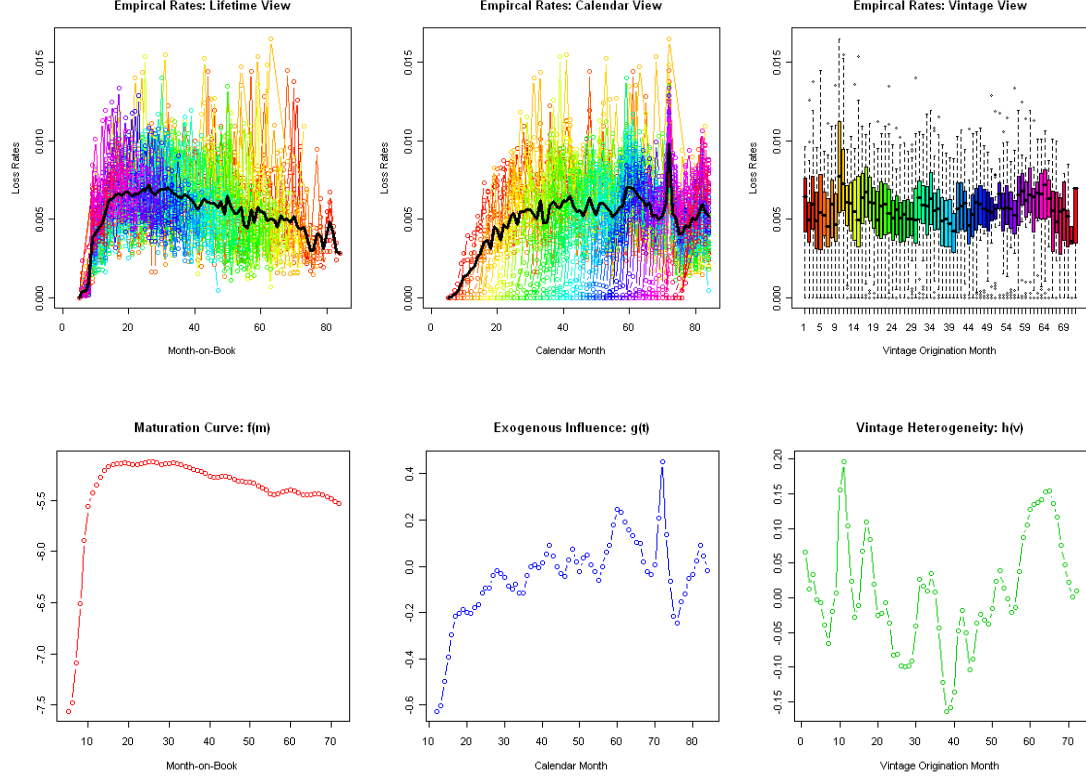 Empirical Rates: Lifetime View
Empirical Rates: Calendar View
Empirical Rates: Vintage View
Loss Rates
0.000 0.005 0.010 0.015
0 20 40 60 80
Month-on-Book
Loss Rates
0.000 0.005 0.010 0.015
0 20 40 60 80
Calendar Month
Loss Rates
0.000 0.005 0.010 0.015
1 5 9 14 19 24 29 34 39 44 49 54 59 64 69
Vintage Origination Month
Maturation Curve: f(m)
Exogenous Influence: g(t)
Vintage Heterogeneity: h(v)
-7.5 -7.0 -6.5 -6.0 -5.5
10 20 30 40 50 60 70
Month-on-Book
-0.6 -0.4 -0.2 0.0 0.2 0.4
10 20 30 40 50 60 70 80
Calendar Month
-0.15 -0.10 -0.05 0.00 0.05 0.10 0.15 0.20
0 10 20 30 40 50 60 70
Vintage Origination Month